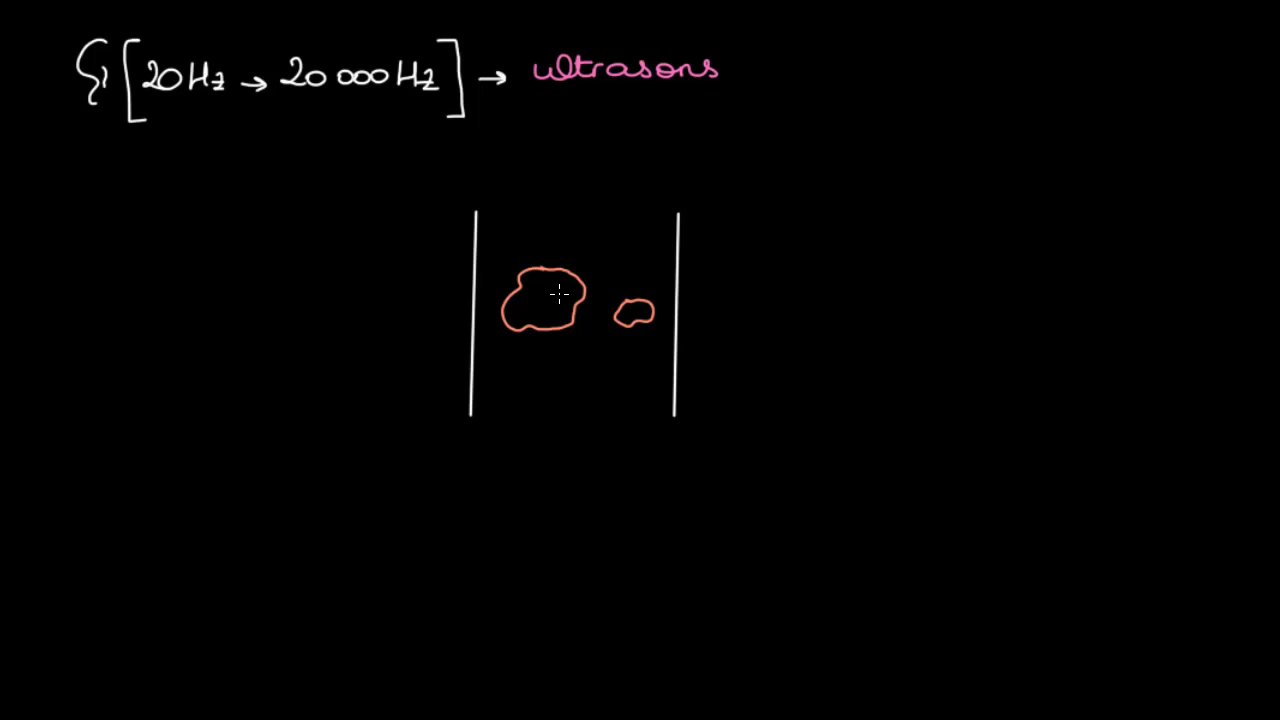 [20 Hz → 20 000 Hz] → ultrasons